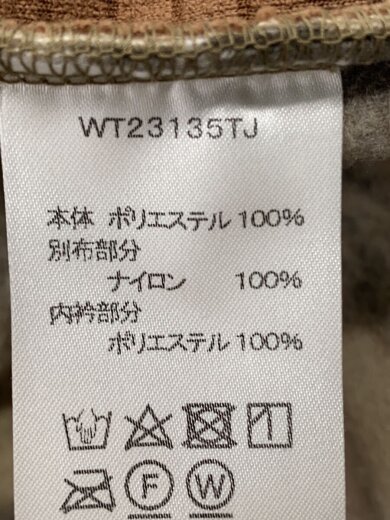 WT23135TJ
本体 ポリエステル 100%
別布部分
ナイロン 100%
内衿部分
ポリエステル 100%
F W